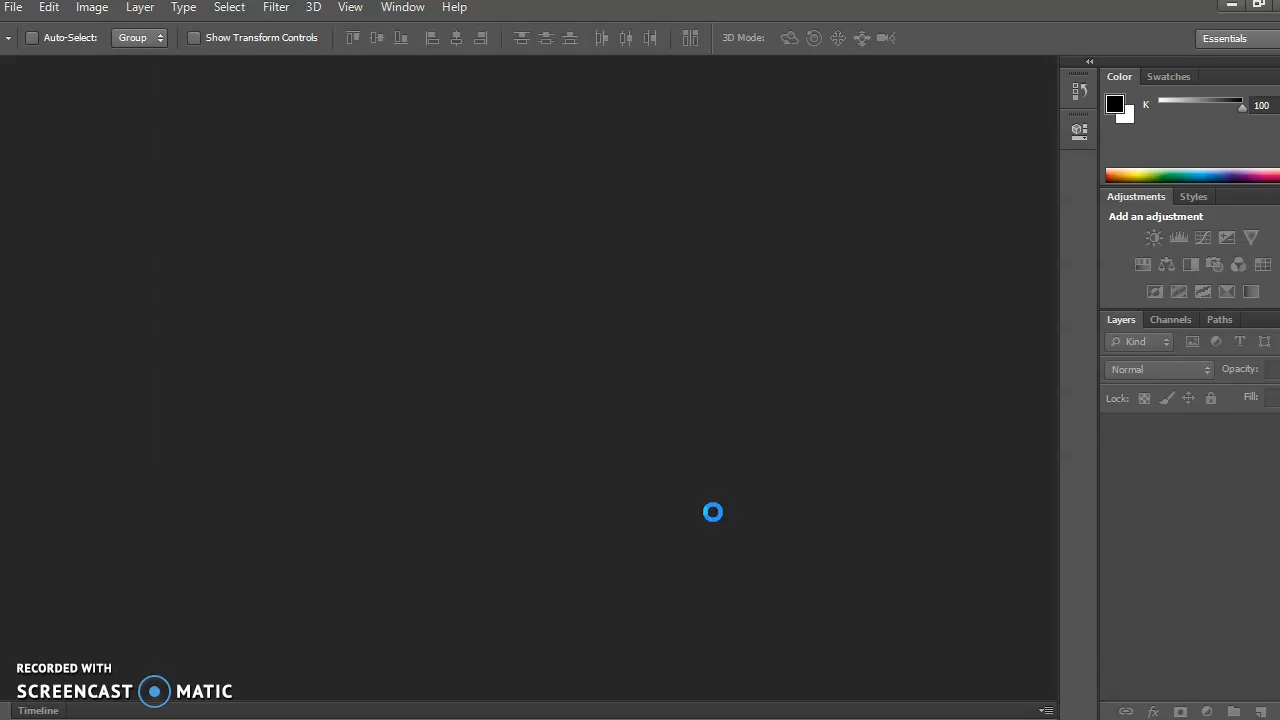 File Edit Image Layer Type Select Filter 3D View Window Help
Auto-Select: Group Show Transform Controls 3D Mode: Essentials
Color Swatches
K 100
Adjustments Styles
Add an adjustment
Layers Channels Paths
Kind
Normal Opacity:
Lock: Fill:
RECORDED WITH
SCREENCAST MATIC
Timeline